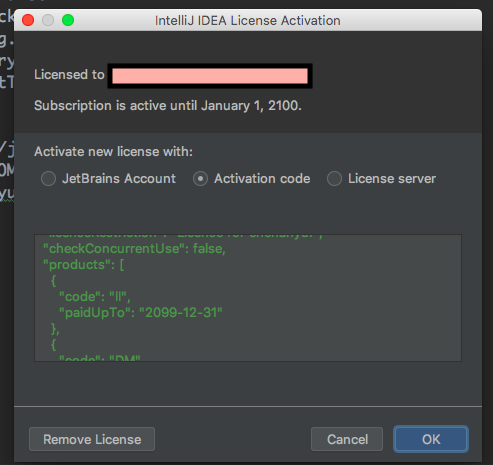 IntelliJ IDEA License Activation
Licensed to
Subscription is active until January 1, 2100.
Activate new license with:
JetBrains Account
Activation code
License server
"checkConcurrentUse": false,
"products": [
{
"code": "II",
"paidUpTo": "2099-12-31"
},
{
"code": "DM"
Remove License
Cancel
OK